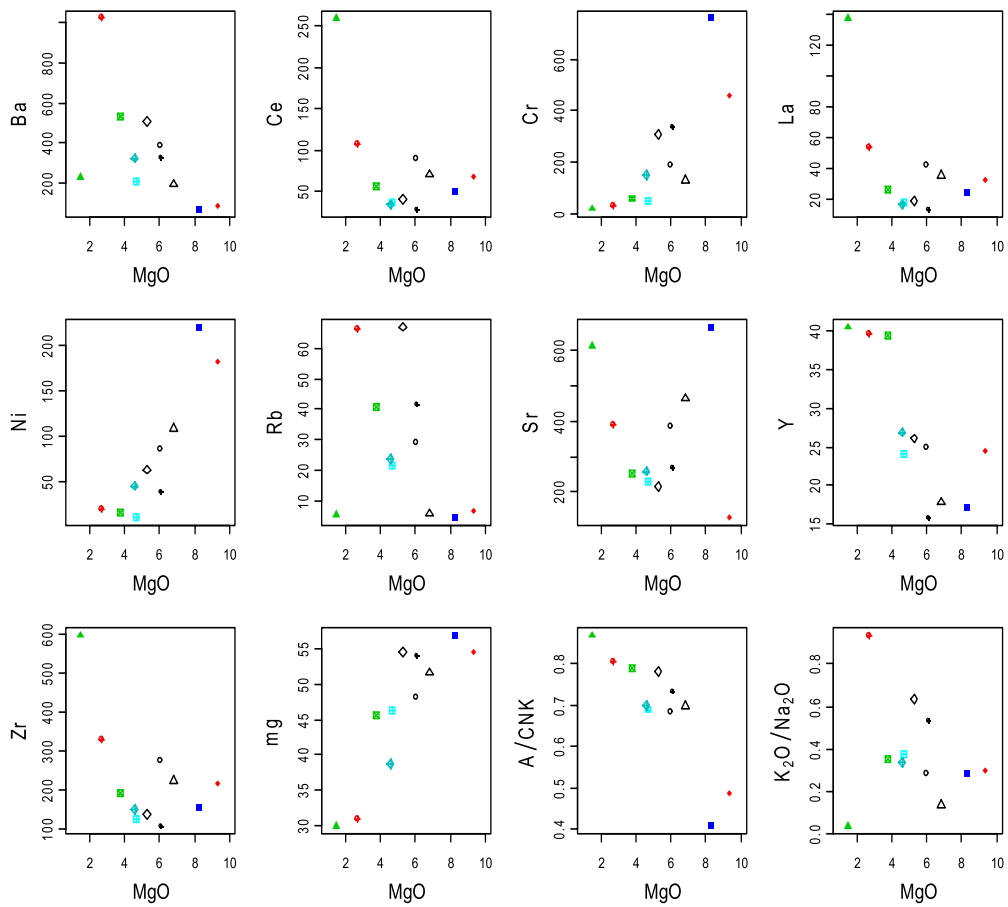 Ba
200 400 600 1000
2 4 6 8 10
MgO
Ce
50 100 150 200 250
2 4 6 8 10
MgO
Cr
0 200 400 600
2 4 6 8 10
MgO
La
20 40 60 80 120
2 4 6 8 10
MgO
Ni
50 100 150 200
2 4 6 8 10
MgO
Rb
10 20 30 40 50 60
2 4 6 8 10
MgO
Sr
200 400 600
2 4 6 8 10
MgO
Y
15 20 25 30 35 40
2 4 6 8 10
MgO
Zr
100 200 300 400 500 600
2 4 6 8 10
MgO
mg
30 35 40 45 50 55
2 4 6 8 10
MgO
A/CNK
0.4 0.5 0.6 0.7 0.8
2 4 6 8 10
MgO
K₂O/Na₂O
0.0 0.2 0.4 0.6 0.8
2 4 6 8 10
MgO